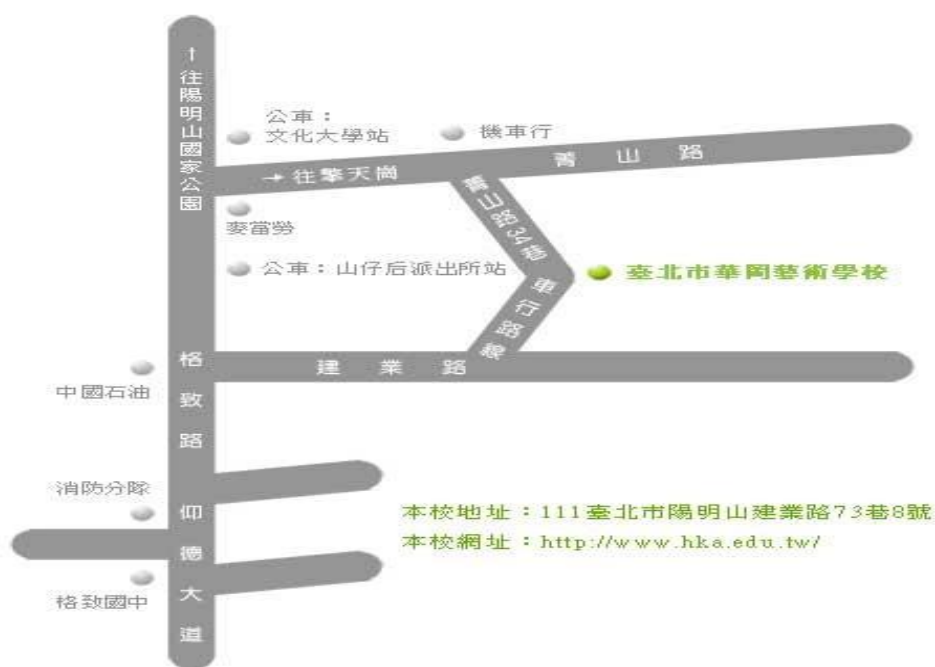 ↑往陽明山國家公園
公車：
文化大學站
機車行
→往擎天崗
菁山路
麥當勞
菁山路34巷
公車：山仔后派出所站
臺北市華岡藝術學校
車行路線
格致路
建業路
中國石油
消防分隊
仰德大道
本校地址：111臺北市陽明山建業路73巷8號
本校網址：http://www.hka.edu.tw/
格致國中